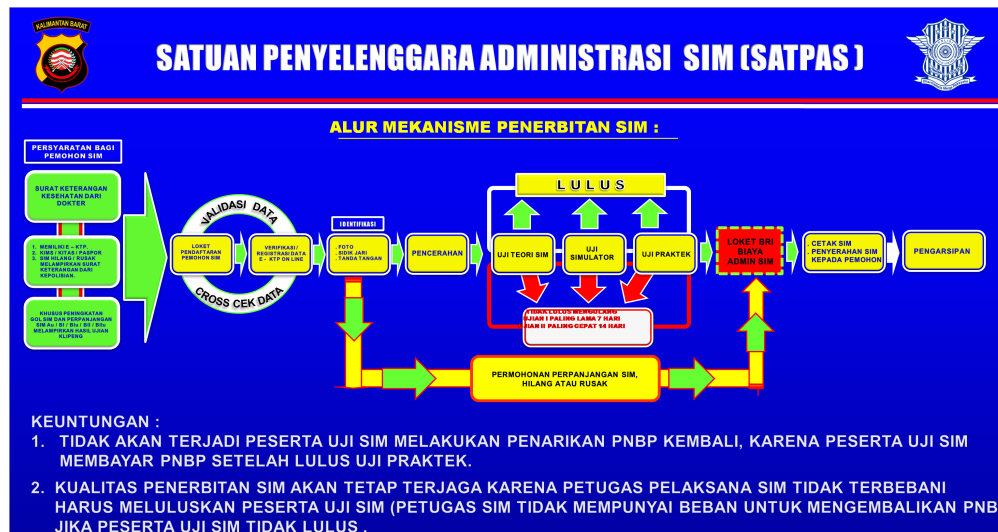 KALIMANTAN BARAT
SATUAN PENYELENGGARA ADMINISTRASI SIM (SATPAS )
ALUR MEKANISME PENERBITAN SIM :
PERSYARATAN BAGI
PEMOHON SIM
SURAT KETERANGAN
KESEHATAN DARI
DOKTER
1. MEMILIKI E – KTP.
2. KIMS / ITAS / PASPOR
3. SIM HILANG / RUSAK
MELAMPIRKAN SURAT
KETERANGAN DARI
KEPOLISIAN.
KHUSUS PENINGKATAN
GOL SIM DAN PERPANJANGAN
SIM Au / BI / BIu / BII / BIIu
MELAMPIRKAN HASIL UJIAN
KLIPENG
VALIDASI DATA
LOKET
PENDAFTARAN
PEMOHON SIM
VERIFIKASI /
REGISTRASI DATA
E – KTP ON LINE
CROSS CEK DATA
IDENTIFIKASI
. FOTO
. SIDIK JARI
. TANDA TANGAN
PENCERAHAN
L U L U S
UJI TEORI SIM
UJI
SIMULATOR
UJI PRAKTEK
TIDAK LULUS MENGULANG
UJIAN I PALING LAMA 7 HARI
JIAN II PALING CEPAT 14 HARI
LOKET BRI
BIAYA
ADMIN SIM
. CETAK SIM
. PENYERAHAN SIM
KEPADA PEMOHON
PENGARSIPAN
PERMOHONAN PERPANJANGAN SIM,
HILANG ATAU RUSAK
KEUNTUNGAN :
1. TIDAK AKAN TERJADI PESERTA UJI SIM MELAKUKAN PENARIKAN PNBP KEMBALI, KARENA PESERTA UJI SIM
MEMBAYAR PNBP SETELAH LULUS UJI PRAKTEK.
2. KUALITAS PENERBITAN SIM AKAN TETAP TERJAGA KARENA PETUGAS PELAKSANA SIM TIDAK TERBEBANI
HARUS MELULUSKAN PESERTA UJI SIM (PETUGAS SIM TIDAK MEMPUNYAI BEBAN UNTUK MENGEMBALIKAN PNB
JIKA PESERTA UJI SIM TIDAK LULUS .